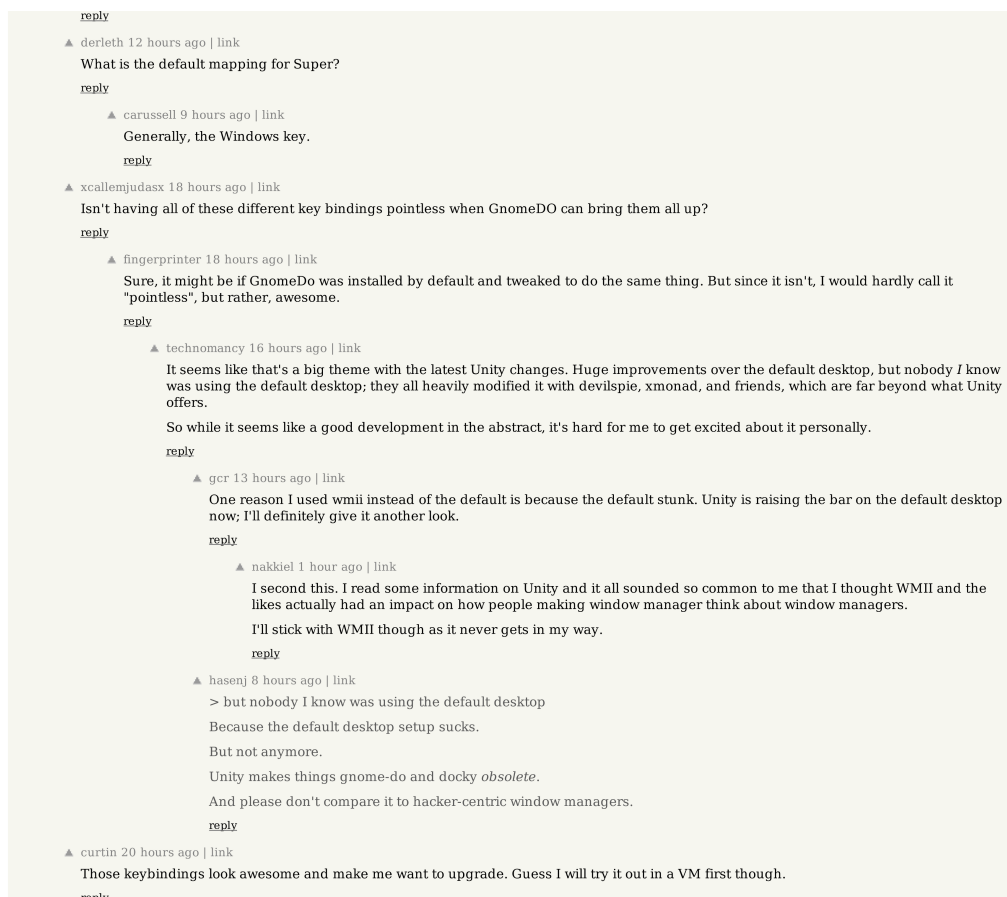 reply
▲ derleth 12 hours ago | link
What is the default mapping for Super?
reply
▲ carussell 9 hours ago | link
Generally, the Windows key.
reply
▲ xcallemjudasx 18 hours ago | link
Isn't having all of these different key bindings pointless when GnomeDO can bring them all up?
reply
▲ fingerprinter 18 hours ago | link
Sure, it might be if GnomeDo was installed by default and tweaked to do the same thing. But since it isn't, I would hardly call it
"pointless", but rather, awesome.
reply
▲ technomancy 16 hours ago | link
It seems like that's a big theme with the latest Unity changes. Huge improvements over the default desktop, but nobody I know
was using the default desktop; they all heavily modified it with devilspie, xmonad, and friends, which are far beyond what Unity
offers.
So while it seems like a good development in the abstract, it's hard for me to get excited about it personally.
reply
▲ gcr 13 hours ago | link
One reason I used wmii instead of the default is because the default stunk. Unity is raising the bar on the default desktop
now; I'll definitely give it another look.
reply
▲ nakkiel 1 hour ago | link
I second this. I read some information on Unity and it all sounded so common to me that I thought WMII and the
likes actually had an impact on how people making window manager think about window managers.
I'll stick with WMII though as it never gets in my way.
reply
▲ hasenj 8 hours ago | link
> but nobody I know was using the default desktop
Because the default desktop setup sucks.
But not anymore.
Unity makes things gnome-do and docky obsolete.
And please don't compare it to hacker-centric window managers.
reply
▲ curtin 20 hours ago | link
Those keybindings look awesome and make me want to upgrade. Guess I will try it out in a VM first though.
reply